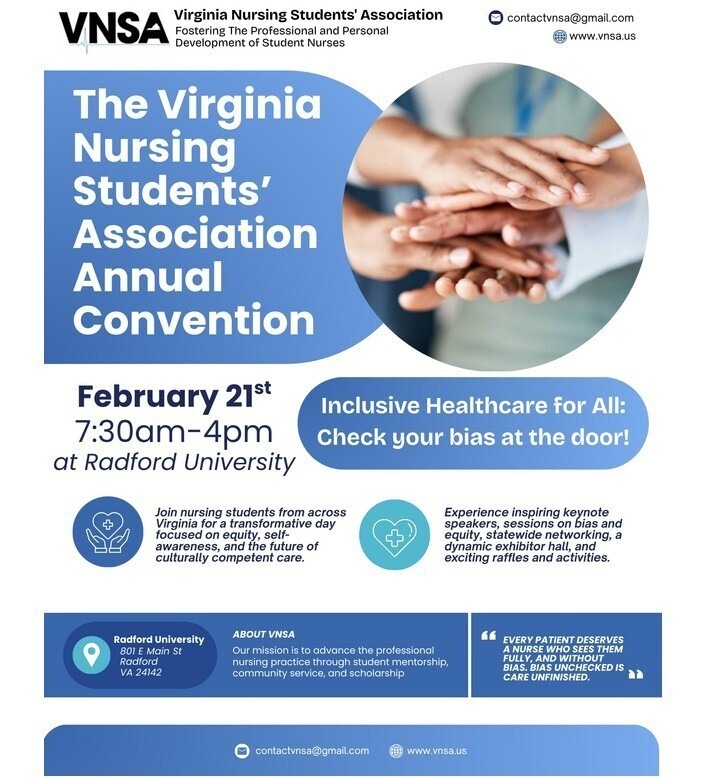 VNSA
Virginia Nursing Students' Association
Fostering The Professional and Personal
Development of Student Nurses
contactvnsa@gmail.com
www.vnsa.us
The Virginia
Nursing
Students’
Association
Annual
Convention
February 21st
7:30am-4pm
at Radford University
Inclusive Healthcare for All:
Check your bias at the door!
Join nursing students from across
Virginia for a transformative day
focused on equity, self-
awareness, and the future of
culturally competent care.
Experience inspiring keynote
speakers, sessions on bias and
equity, statewide networking, a
dynamic exhibitor hall, and
exciting raffles and activities.
Radford University
801 E Main St
Radford
VA 24142
ABOUT VNSA
Our mission is to advance the professional
nursing practice through student mentorship,
community service, and scholarship
“ EVERY PATIENT DESERVES
A NURSE WHO SEES THEM
FULLY, AND WITHOUT
BIAS. BIAS UNCHECKED IS
CARE UNFINISHED. ”
contactvnsa@gmail.com
www.vnsa.us